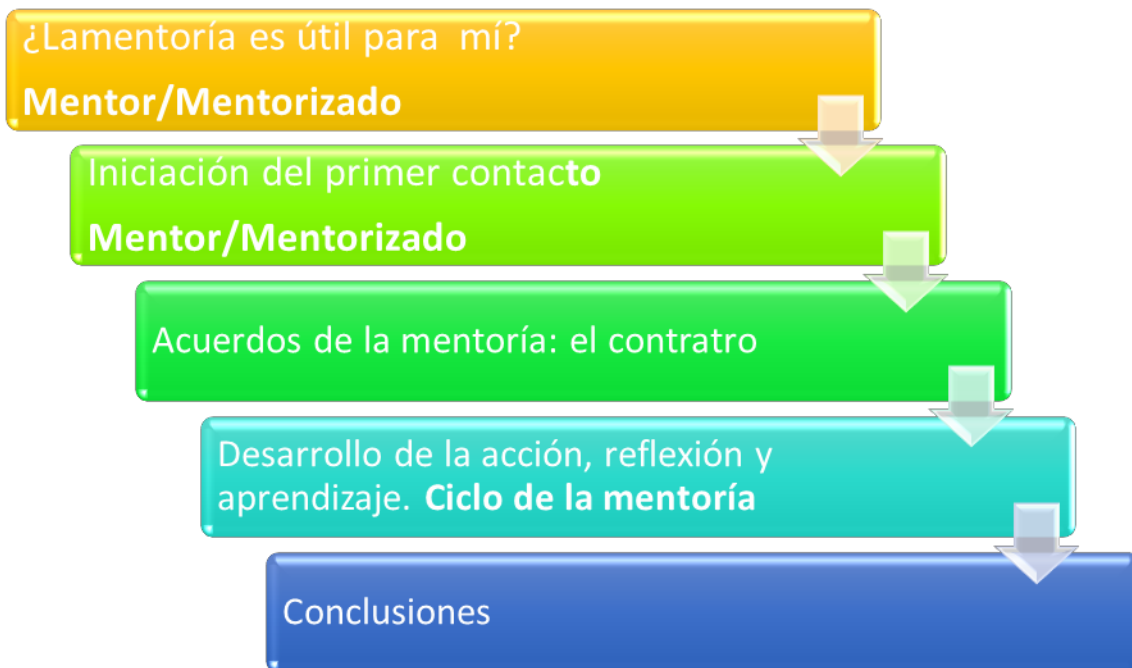 ¿Lamentoría es útil para  mí?
Mentor/Mentorizado
Iniciación del primer contacto
Mentor/Mentorizado
Acuerdos de la mentoría: el contratro
Desarrollo de la acción, reflexión y
aprendizaje. Ciclo de la mentoría
Conclusiones